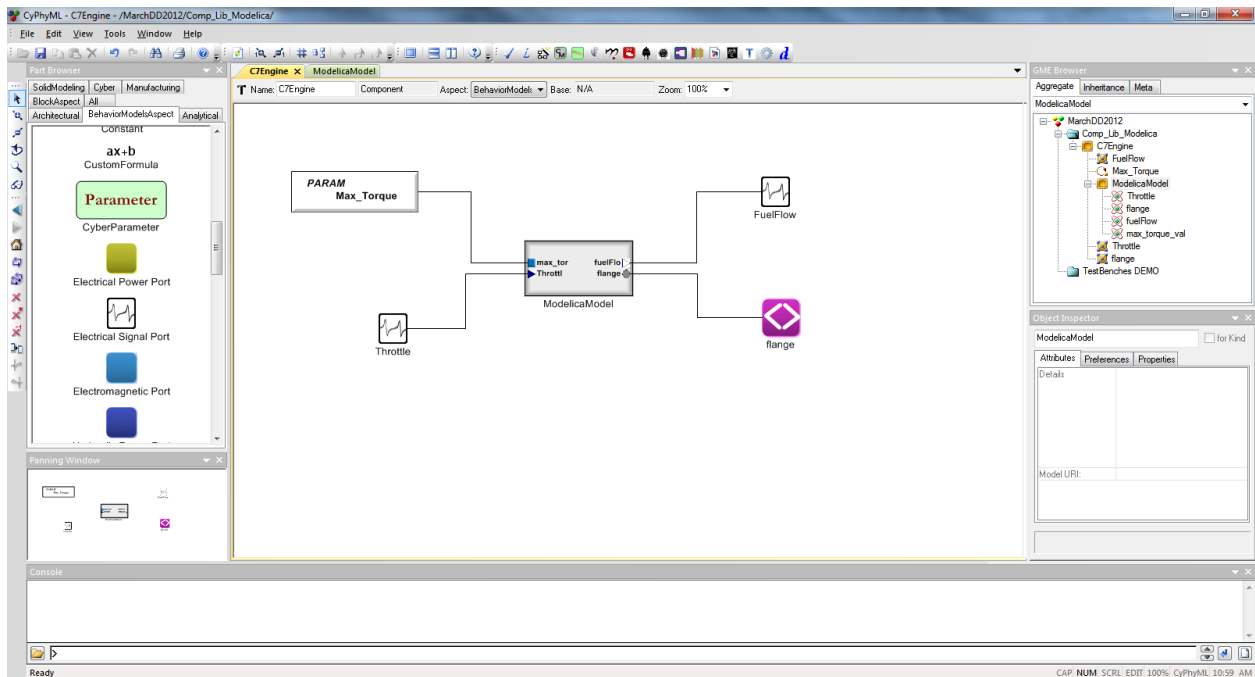 CyPhyML - C7Engine - /MarchDD2012/Comp_Lib_Modelica/
File Edit View Tools Window Help
Part Browser
SolidModeling Cyber Manufacturing
BlockAspect All
Architectural BehaviorModelsAspect Analytical
Constant
ax+b
CustomFormula
Parameter
CyberParameter
Electrical Power Port
Electrical Signal Port
Electromagnetic Port
Panning Window
C7Engine X ModelicaModel
Name: C7Engine Component Aspect: BehaviorModels Base: N/A Zoom: 100%
PARAM
Max_Torque
FuelFlow
max_tor fuelFlo
Throttl flange
ModelicaModel
Throttle
flange
GME Browser
Aggregate Inheritance Meta
ModelicaModel
MarchDD2012
Comp_Lib_Modelica
C7Engine
FuelFlow
Max_Torque
ModelicaModel
Throttle
flange
fuelFlow
max_torque_val
Throttle
flange
TestBenches DEMO
Object Inspector
ModelicaModel for Kind
Attributes Preferences Properties
Details
Model URI:
Console
Ready
CAP NUM SCRL EDIT 100% CyPhyML 10:59 AM